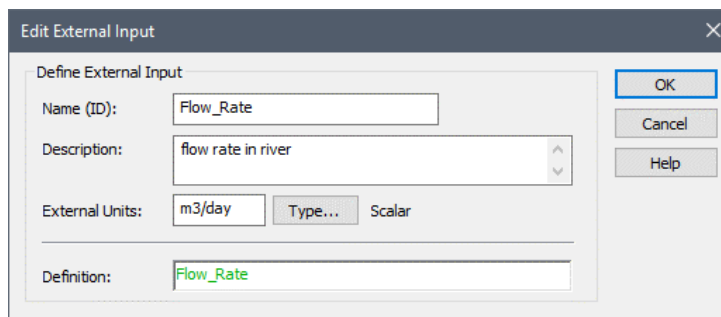 Edit External Input
Define External Input
OK
Name (ID): Flow_Rate
Cancel
Description: flow rate in river
Help
External Units: m3/day Type... Scalar
Definition: Flow_Rate